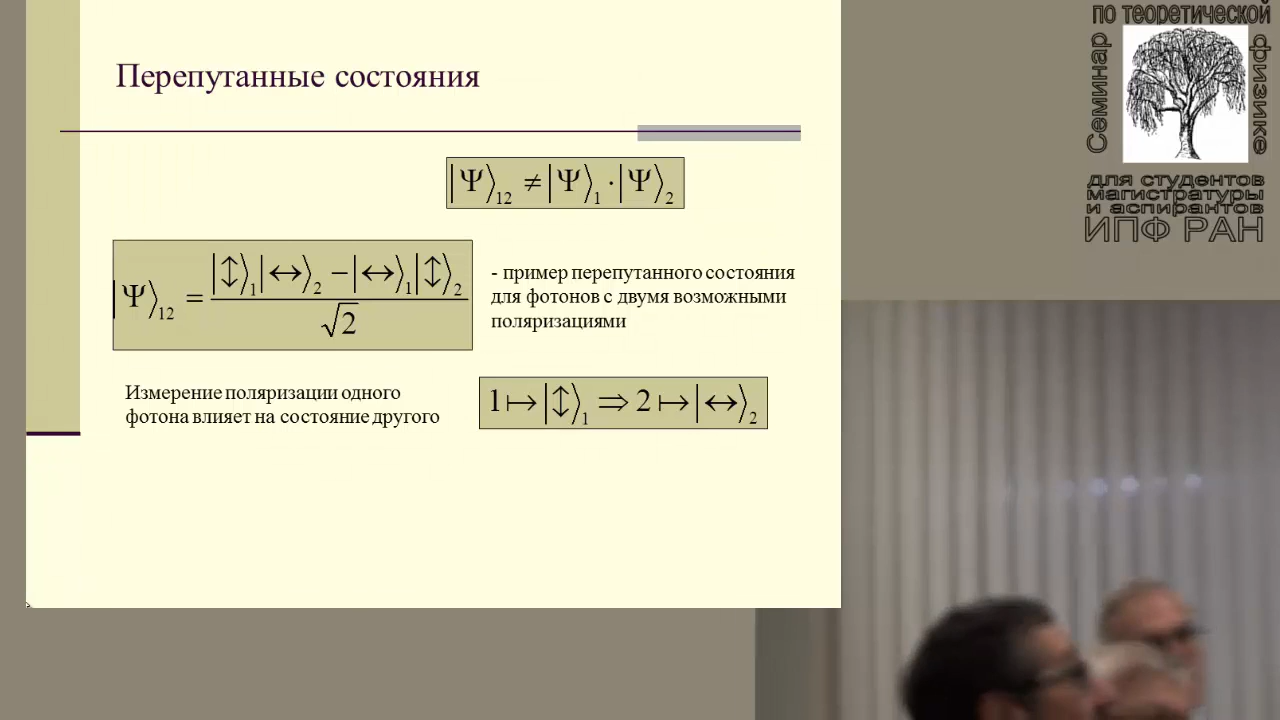 Перепутанные состояния
|Ψ⟩₁₂ ≠ |Ψ⟩₁ · |Ψ⟩₂
|Ψ⟩₁₂ = (|↕⟩₁|↔⟩₂ − |↔⟩₁|↕⟩₂) / √2
- пример перепутанного состояния
для фотонов с двумя возможными
поляризациями
Измерение поляризации одного
фотона влияет на состояние другого
1 ↦ |↕⟩₁ ⇒ 2 ↦ |↔⟩₂
Семинар
по теоретической
физике
для студентов
магистратуры
и аспирантов
ИПФ РАН